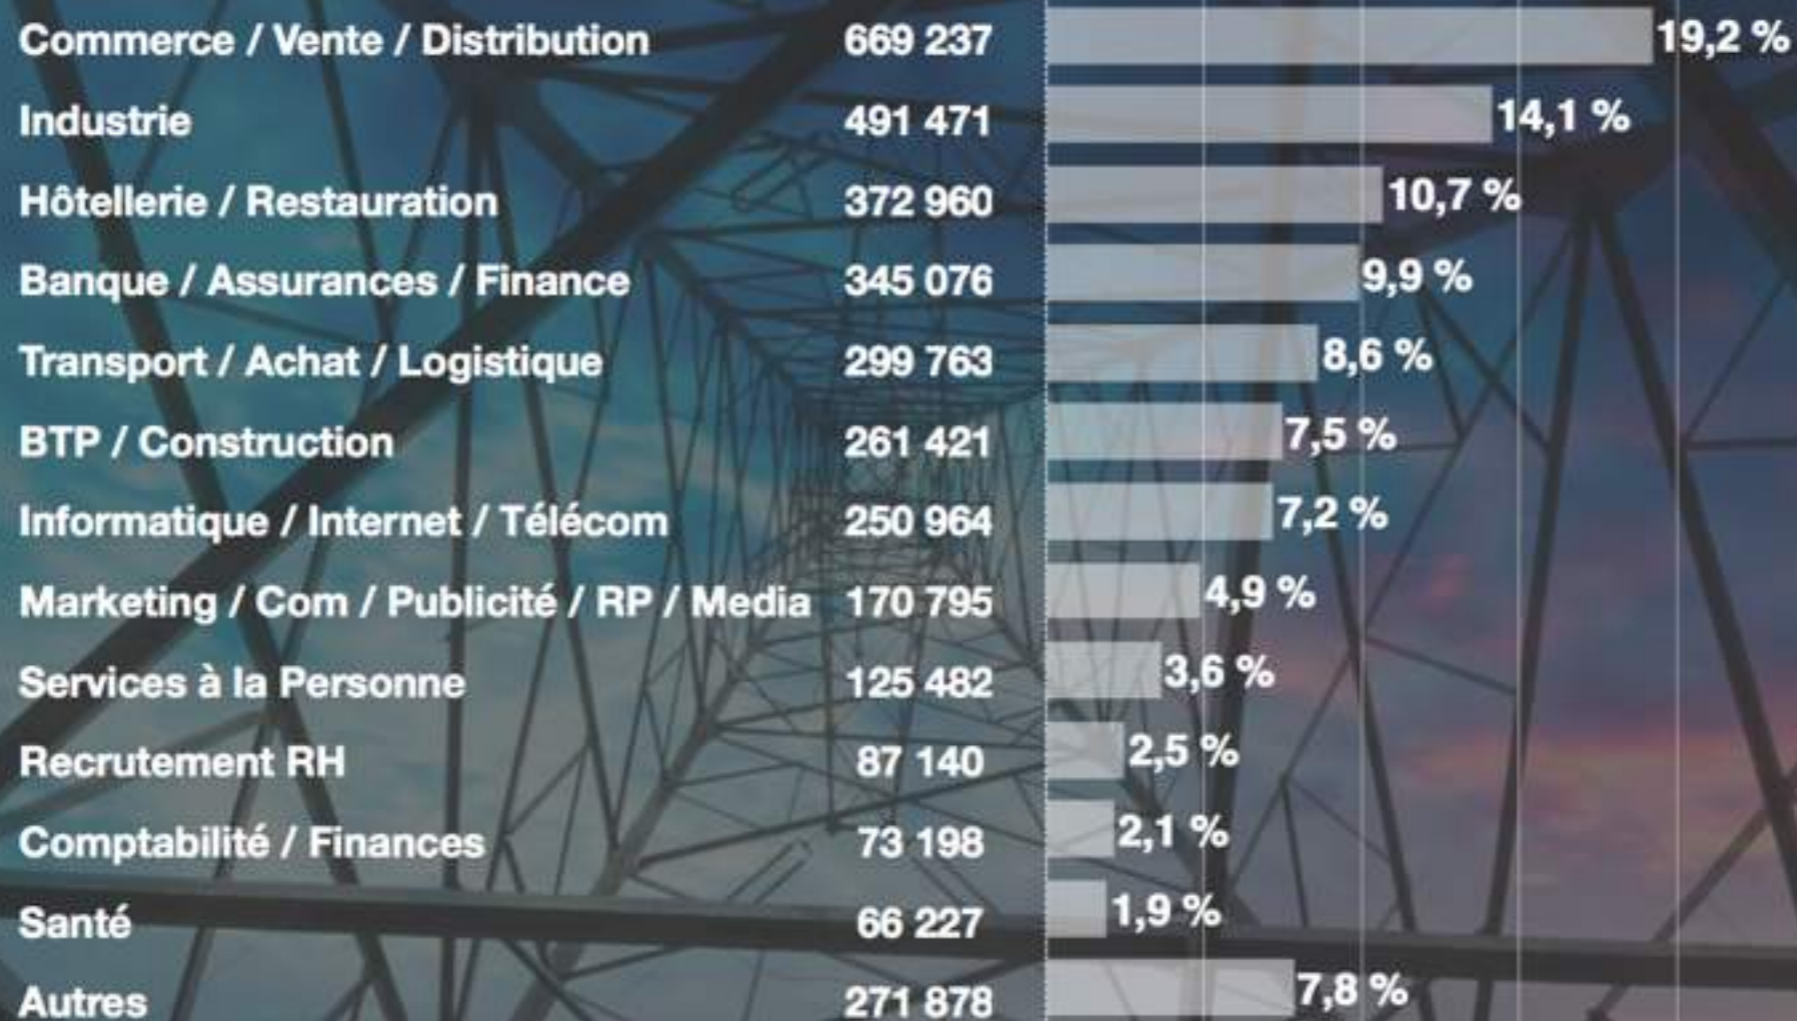 Commerce / Vente / Distribution 669 237 19,2 %
Industrie 491 471 14,1 %
Hôtellerie / Restauration 372 960 10,7 %
Banque / Assurances / Finance 345 076 9,9 %
Transport / Achat / Logistique 299 763 8,6 %
BTP / Construction 261 421 7,5 %
Informatique / Internet / Télécom 250 964 7,2 %
Marketing / Com / Publicité / RP / Media 170 795 4,9 %
Services à la Personne 125 482 3,6 %
Recrutement RH 87 140 2,5 %
Comptabilité / Finances 73 198 2,1 %
Santé 66 227 1,9 %
Autres 271 878 7,8 %